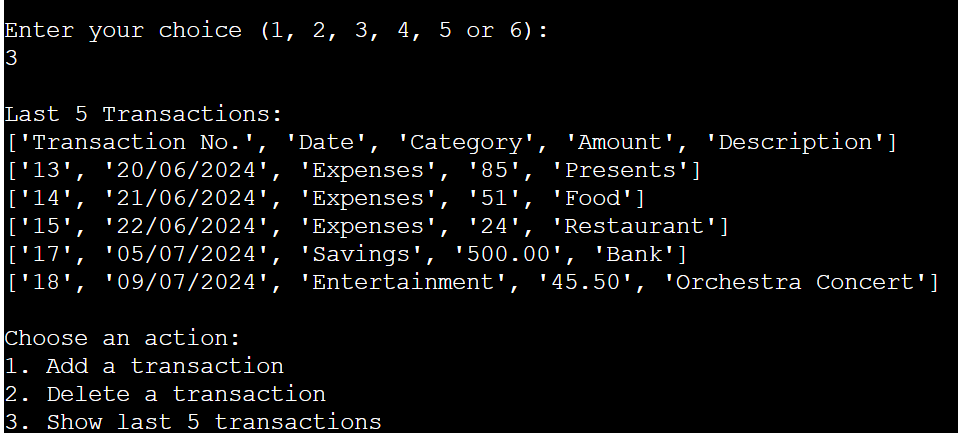 Enter your choice (1, 2, 3, 4, 5 or 6):
3
Last 5 Transactions:
['Transaction No.', 'Date', 'Category', 'Amount', 'Description']
['13', '20/06/2024', 'Expenses', '85', 'Presents']
['14', '21/06/2024', 'Expenses', '51', 'Food']
['15', '22/06/2024', 'Expenses', '24', 'Restaurant']
['17', '05/07/2024', 'Savings', '500.00', 'Bank']
['18', '09/07/2024', 'Entertainment', '45.50', 'Orchestra Concert']
Choose an action:
1. Add a transaction
2. Delete a transaction
3. Show last 5 transactions